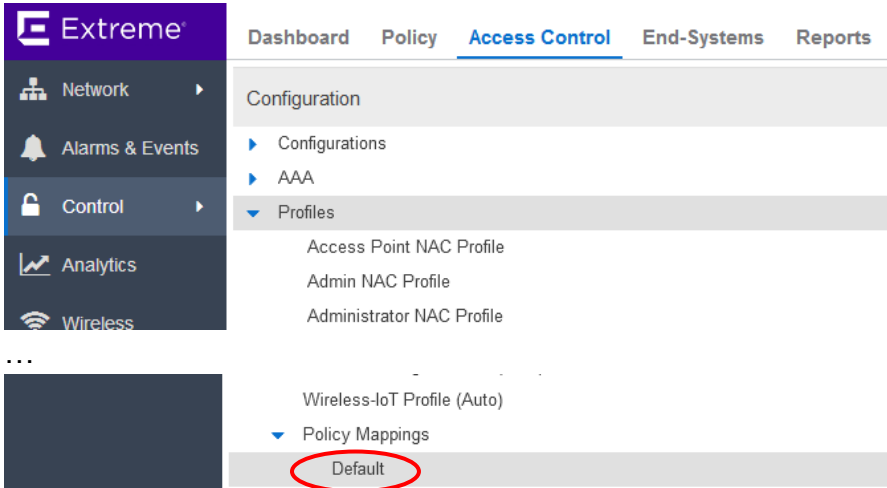 Extreme
Dashboard Policy Access Control End-Systems Reports
Network
Alarms & Events
Control
Analytics
Wireless
Configuration
Configurations
AAA
Profiles
Access Point NAC Profile
Admin NAC Profile
Administrator NAC Profile
...
Wireless-IoT Profile (Auto)
Policy Mappings
Default